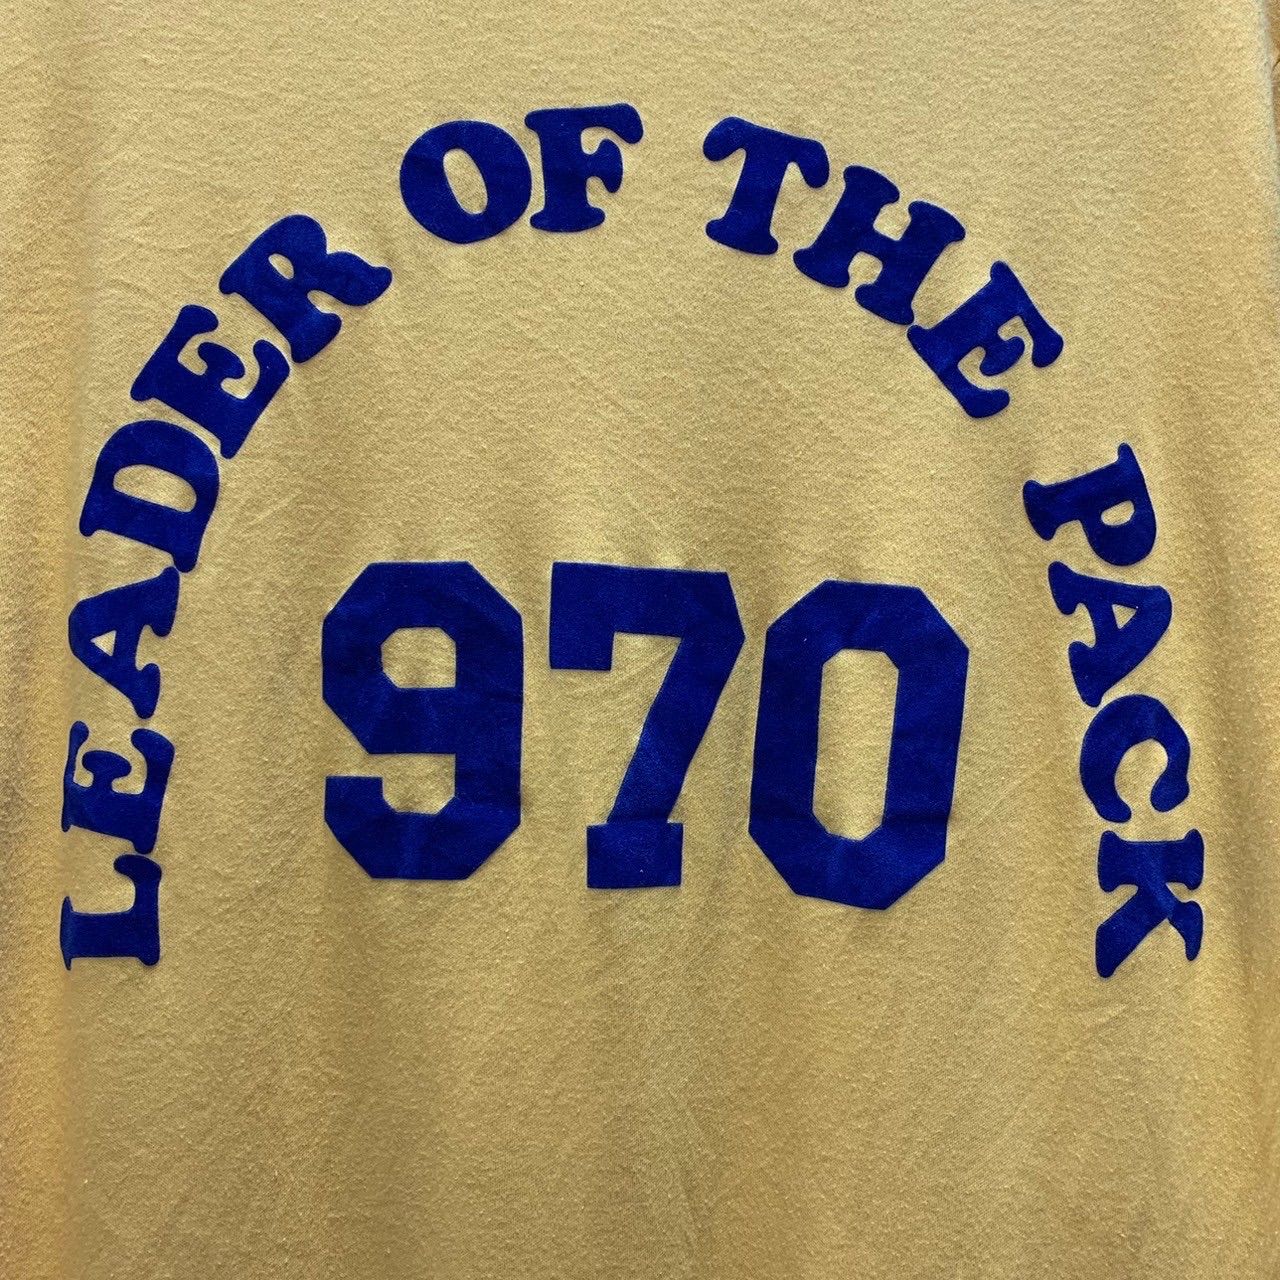 LEADER OF THE PACK
970